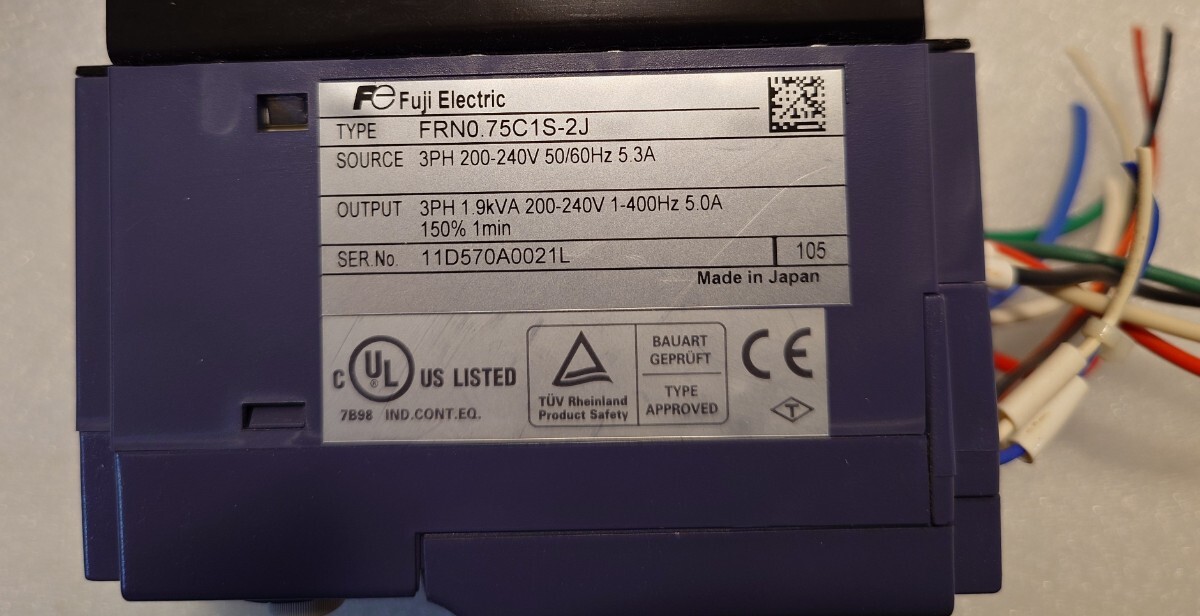 Fe Fuji Electric
TYPE FRN0.75C1S-2J
SOURCE 3PH 200-240V 50/60Hz 5.3A
OUTPUT 3PH 1.9kVA 200-240V 1-400Hz 5.0A
150% 1min
SER.No. 11D570A0021L 105
Made in Japan
C UL ® US LISTED
7B98 IND.CONT.EQ.
TÜV Rheinland
Product Safety
BAUART
GEPRÜFT
TYPE
APPROVED
CE
T